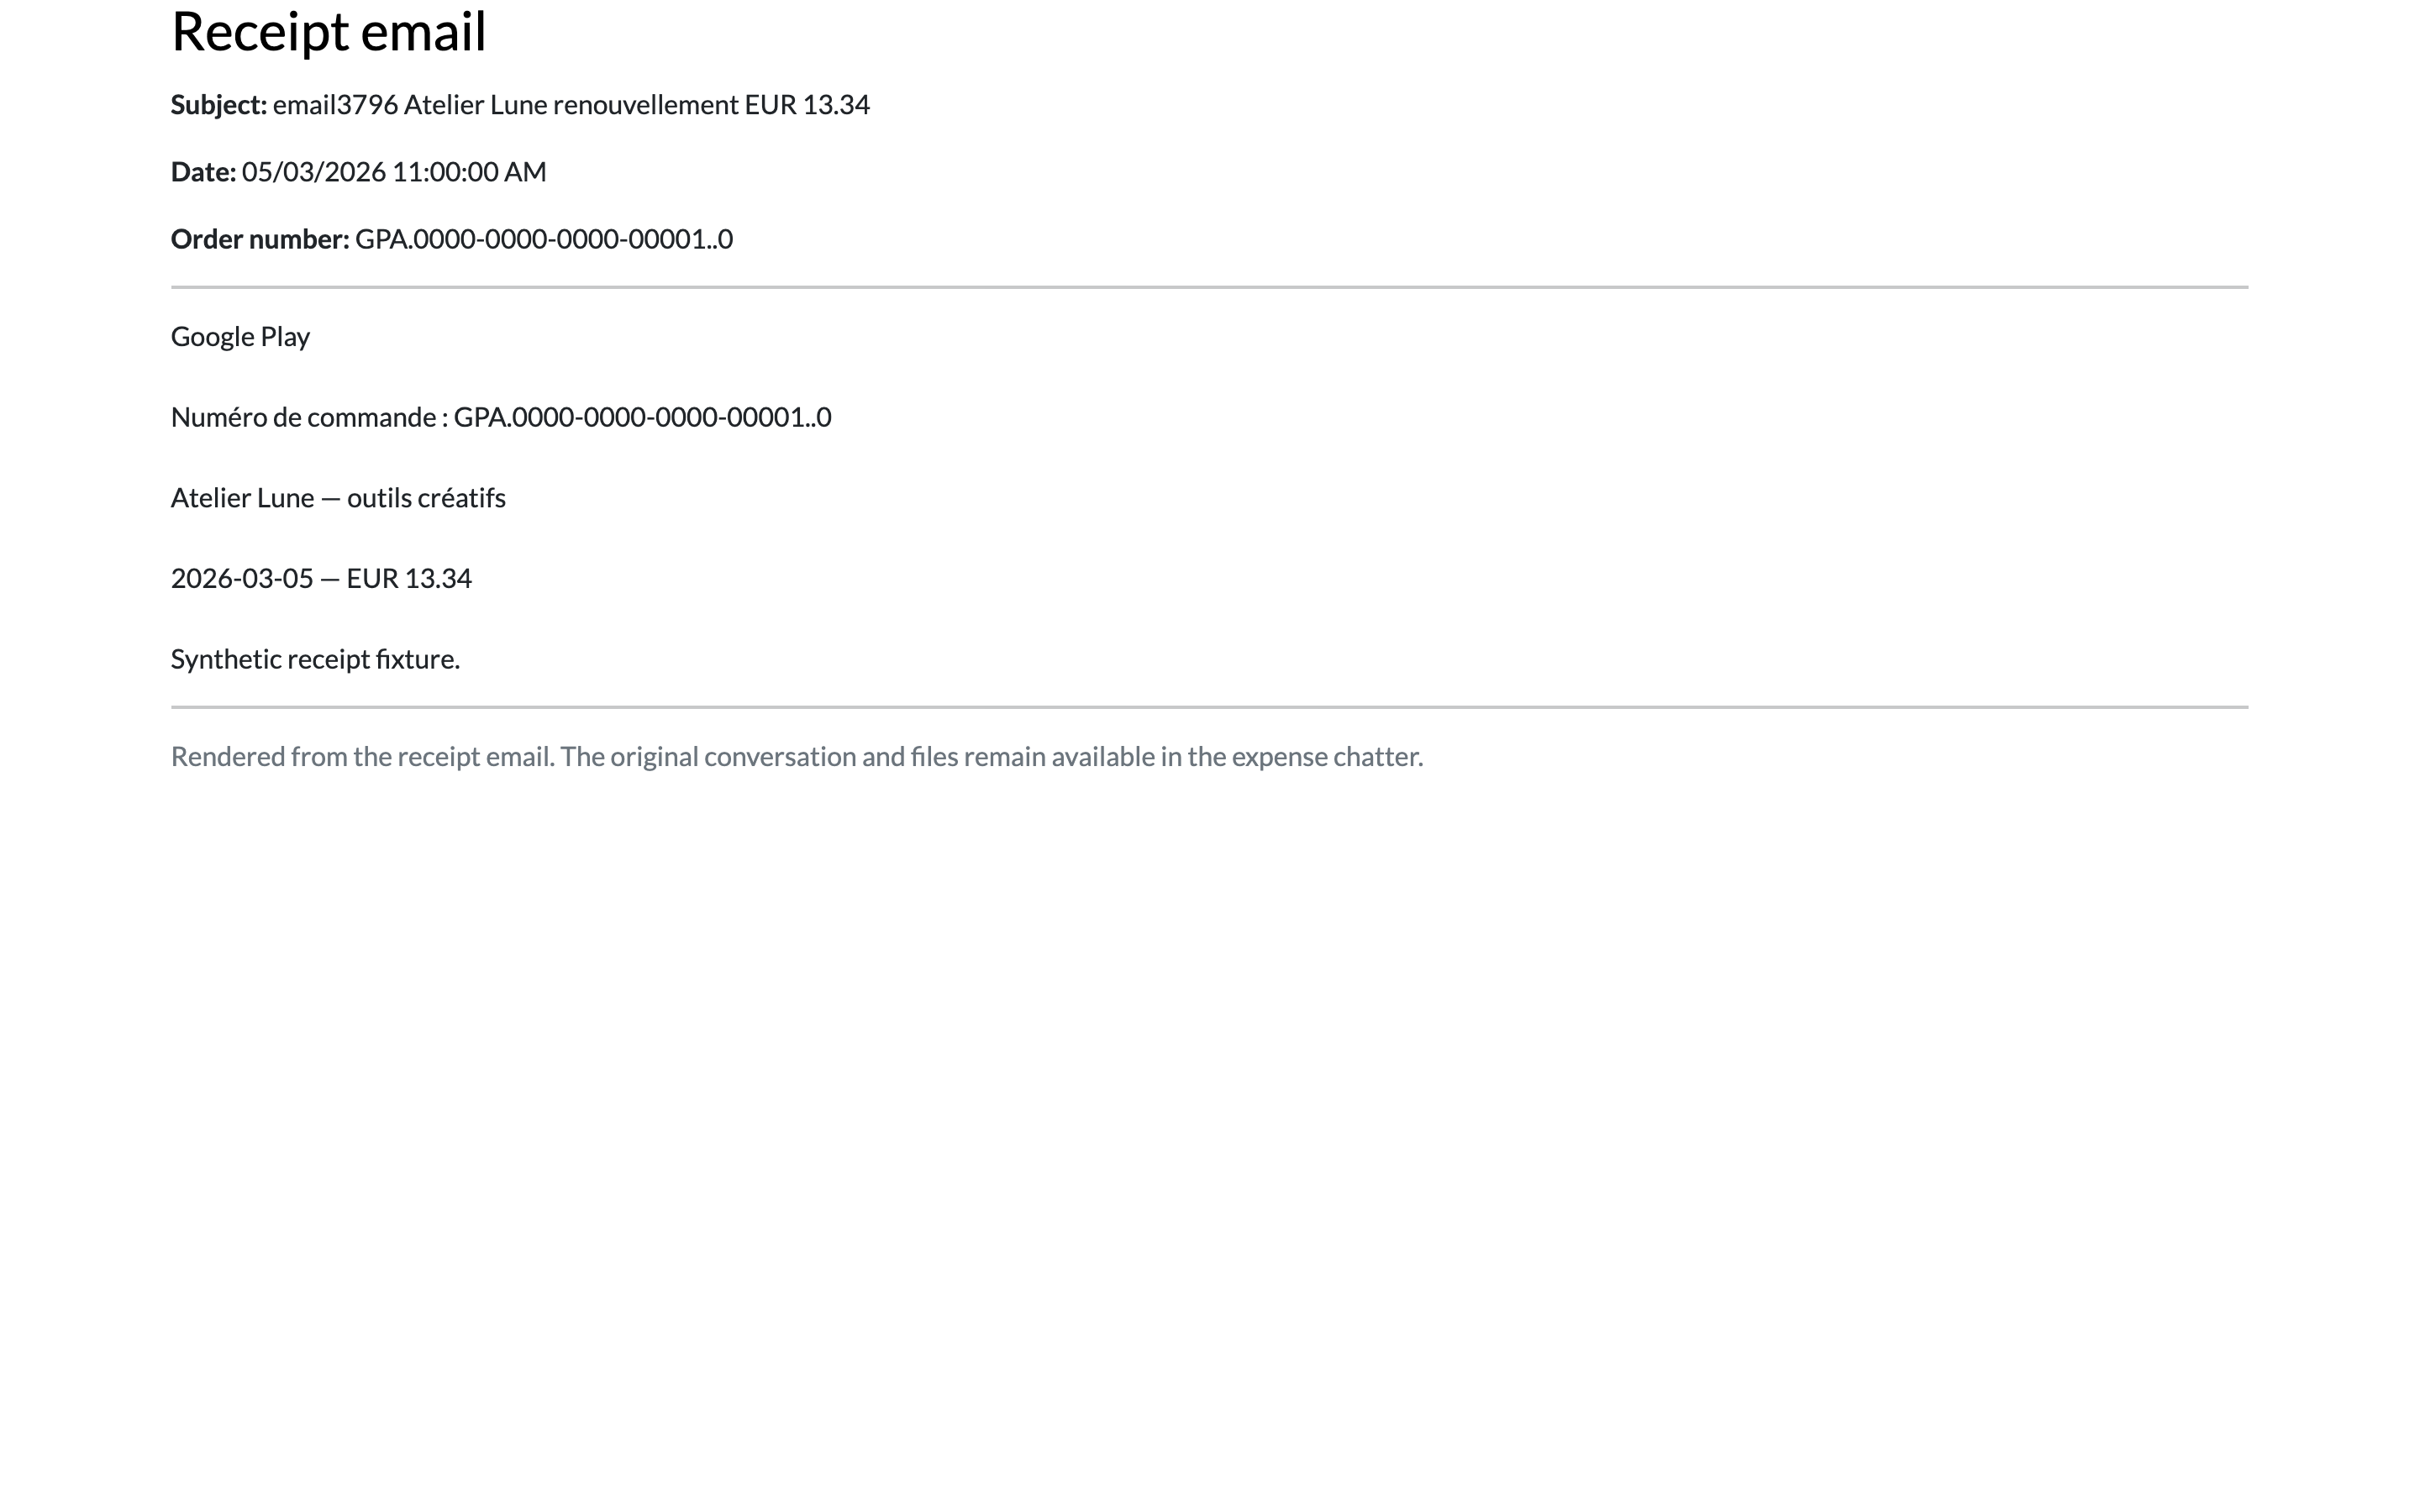 Receipt email
Subject: email3796 Atelier Lune renouvellement EUR 13.34
Date: 05/03/2026 11:00:00 AM
Order number: GPA.0000-0000-0000-00001..0
Google Play
Numéro de commande : GPA.0000-0000-0000-00001..0
Atelier Lune — outils créatifs
2026-03-05 — EUR 13.34
Synthetic receipt fixture.
Rendered from the receipt email. The original conversation and files remain available in the expense chatter.